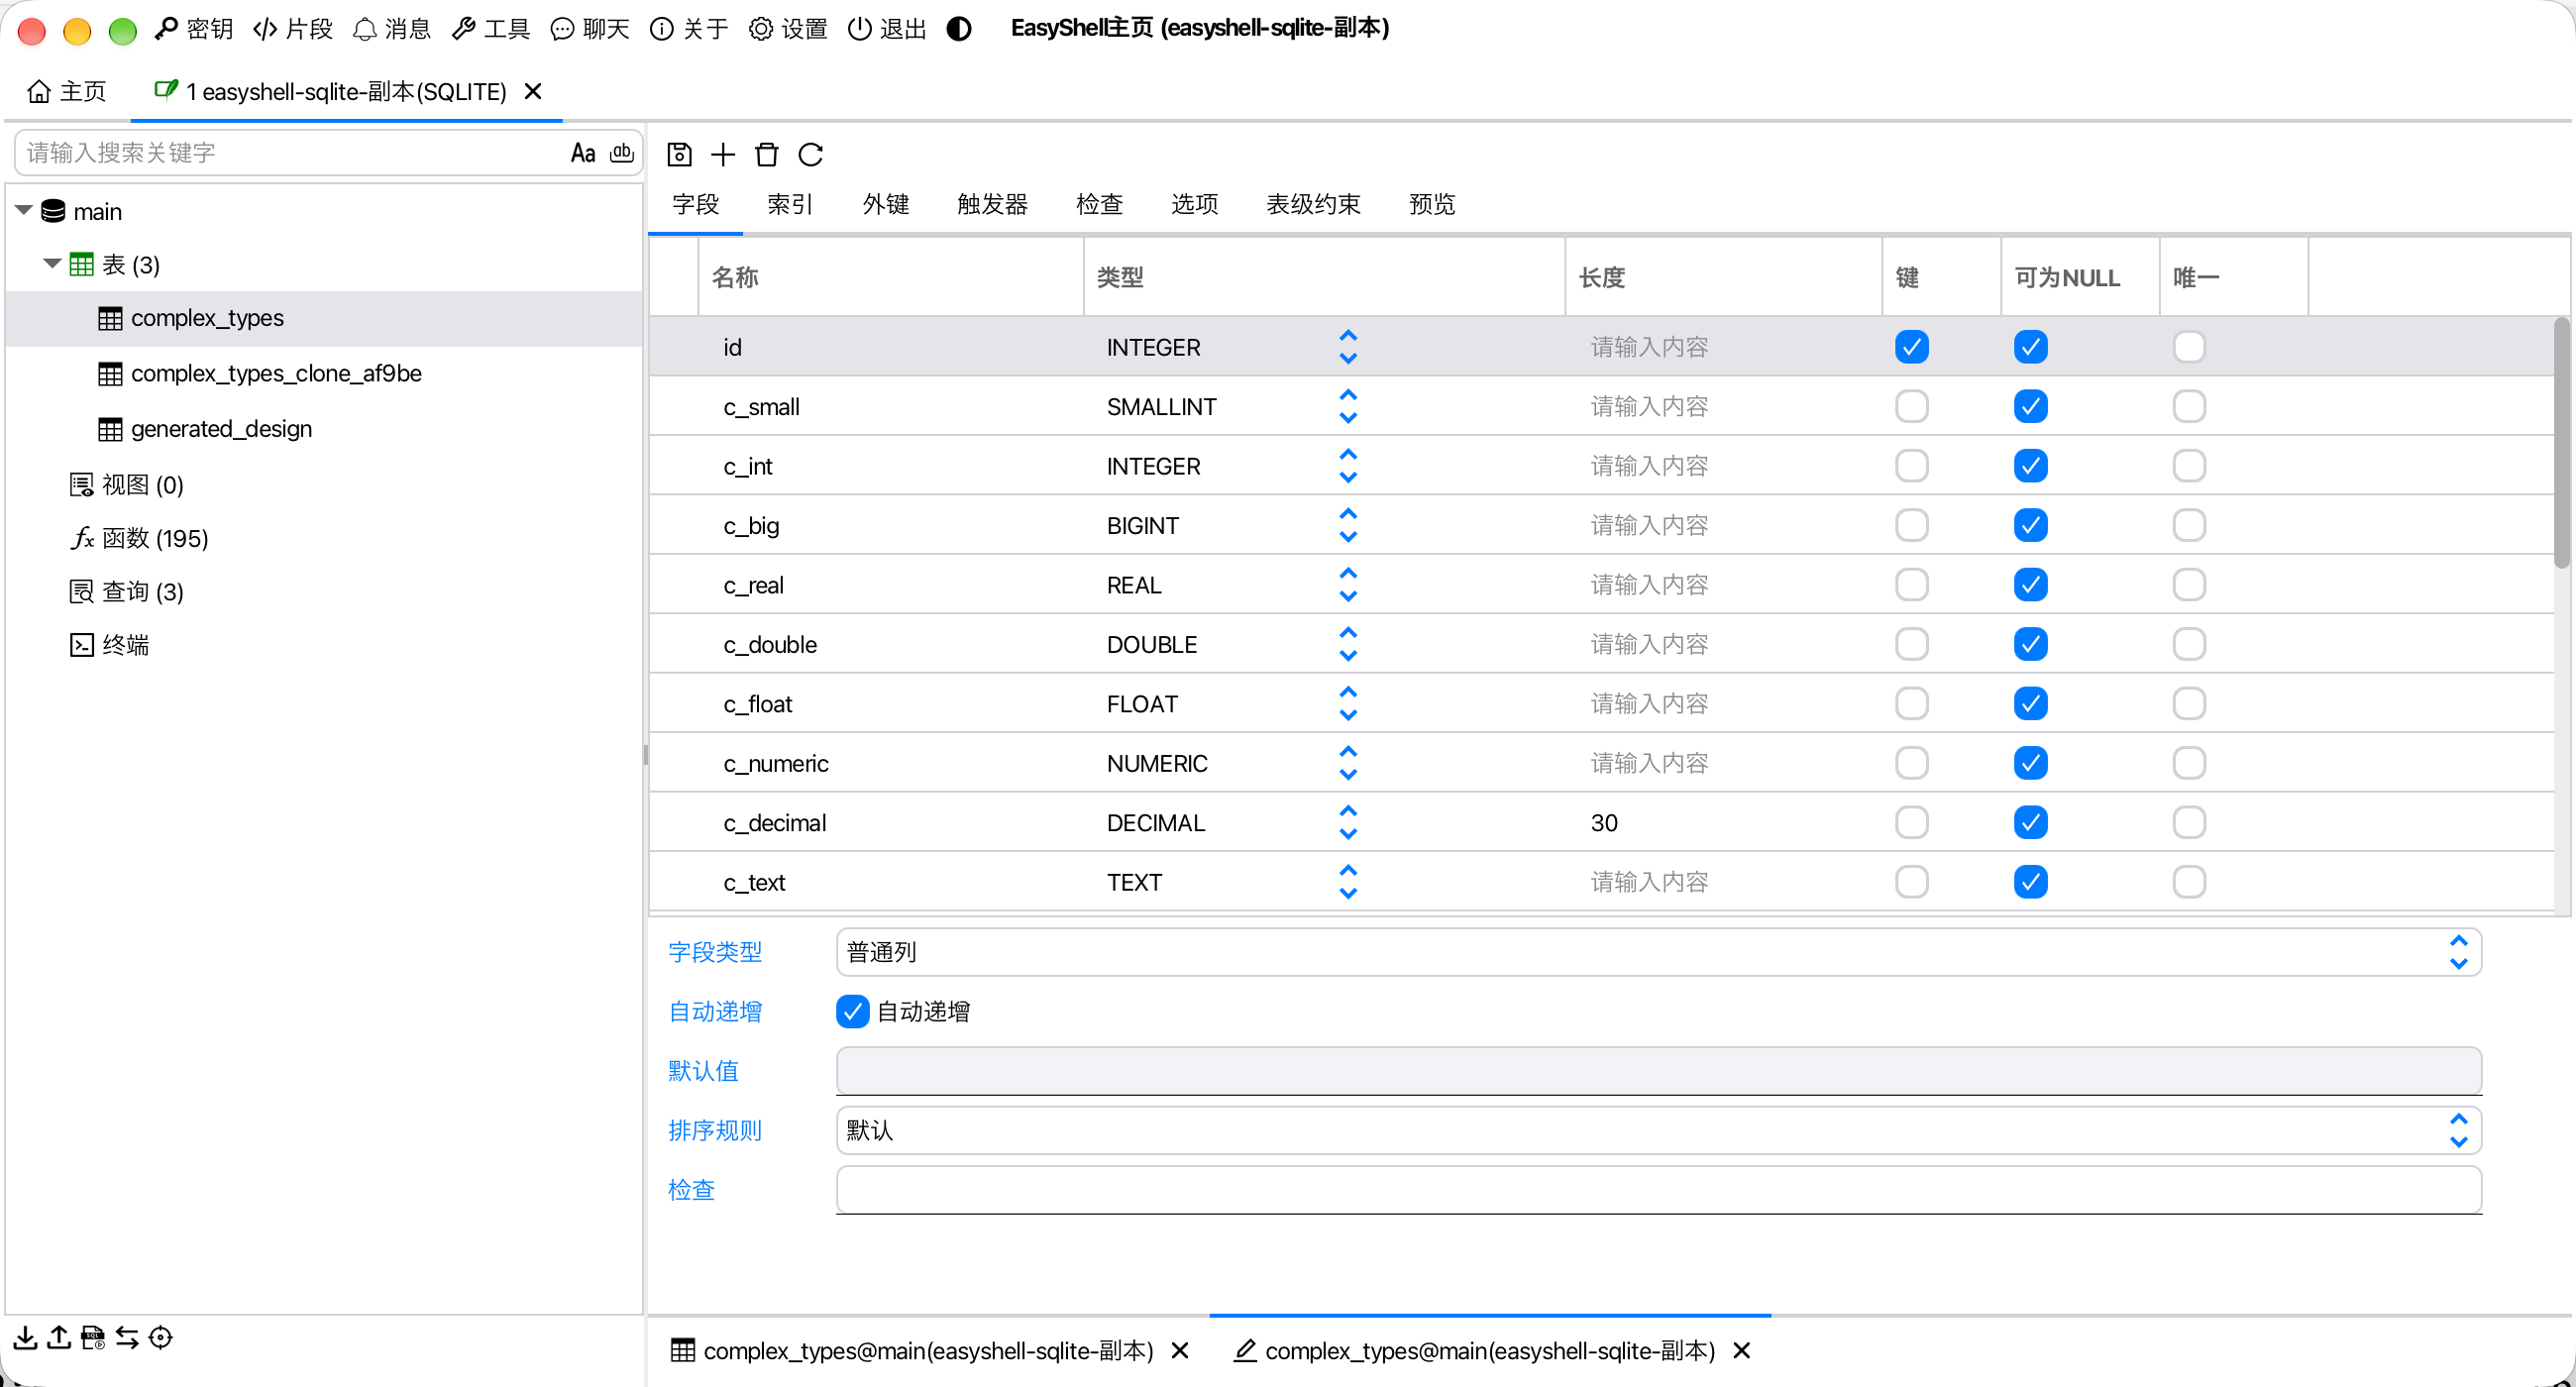 密钥 片段 消息 工具 聊天 关于 设置 退出 EasyShell主页 (easyshell-sqlite-副本)
主页 1 easyshell-sqlite-副本(SQLITE)
请输入搜索关键字 Aa ab
main
表 (3)
complex_types
complex_types_clone_af9be
generated_design
视图 (0)
函数 (195)
查询 (3)
终端
字段 索引 外键 触发器 检查 选项 表级约束 预览
名称 类型 长度 键 可为NULL 唯一
id INTEGER 请输入内容
c_small SMALLINT 请输入内容
c_int INTEGER 请输入内容
c_big BIGINT 请输入内容
c_real REAL 请输入内容
c_double DOUBLE 请输入内容
c_float FLOAT 请输入内容
c_numeric NUMERIC 请输入内容
c_decimal DECIMAL 30
c_text TEXT 请输入内容
字段类型 普通列
自动递增 自动递增
默认值
排序规则 默认
检查
complex_types@main(easyshell-sqlite-副本) complex_types@main(easyshell-sqlite-副本)